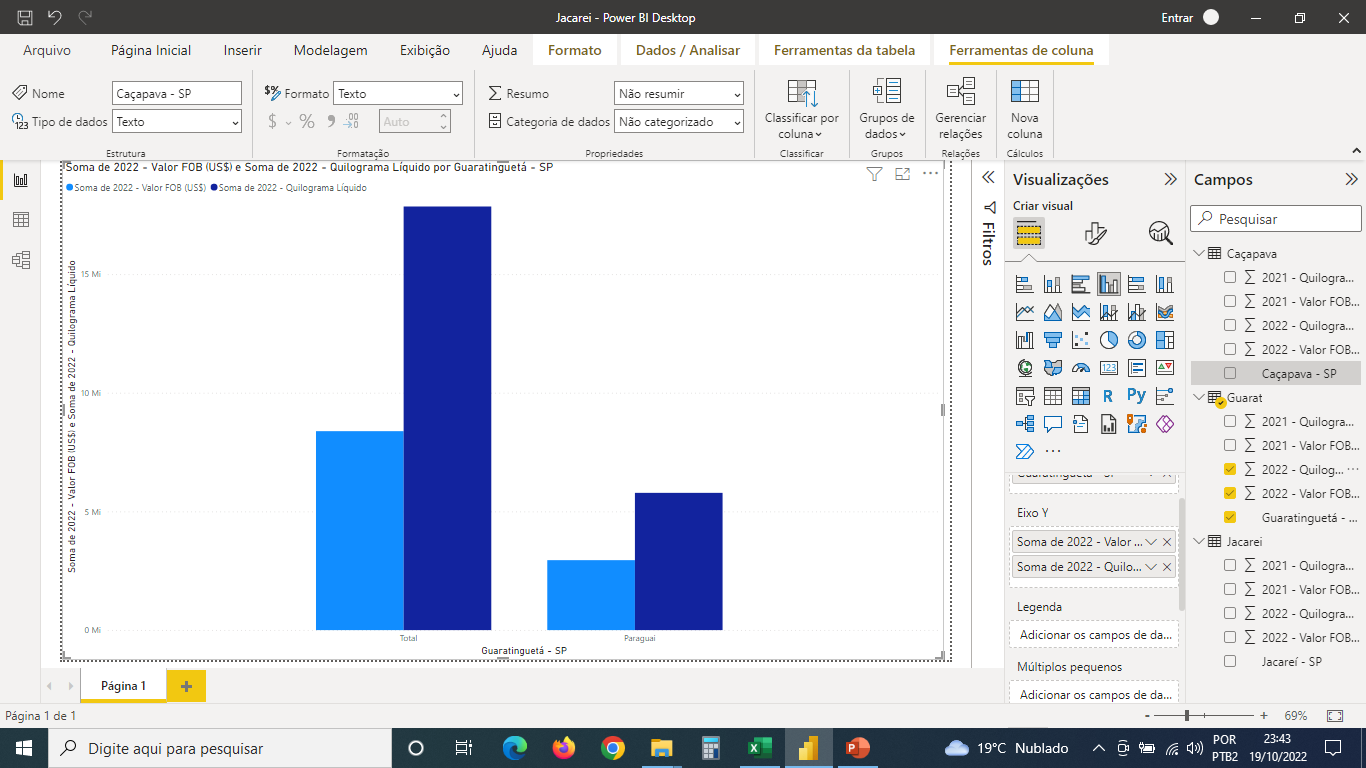 Jacarei - Power BI Desktop
Entrar
Arquivo
Página Inicial
Inserir
Modelagem
Exibição
Ajuda
Formato
Dados / Analisar
Ferramentas da tabela
Ferramentas de coluna
Nome
Caçapava - SP
Tipo de dados
Texto
Estrutura
Formato
Texto
$ % 9
Auto
Formatação
Resumo
Não resumir
Categoria de dados
Não categorizado
Propriedades
Classificar por
coluna
Classificar
Grupos de
dados
Grupos
Gerenciar
relações
Relações
Nova
coluna
Cálculos
Soma de 2022 - Valor FOB (US$) e Soma de 2022 - Quilograma Líquido por Guaratinguetá - SP
Soma de 2022 - Valor FOB (US$)
Soma de 2022 - Quilograma Líquido
Soma de 2022 - Valor FOB (US$) e Soma de 2022 - Quilograma Líquido
15 Mi
10 Mi
5 Mi
0 Mi
Total
Paraguai
Guaratinguetá - SP
Filtros
Visualizações
Criar visual
123
R
Py
Eixo Y
Soma de 2022 - Valor ...
Soma de 2022 - Quilo...
Legenda
Adicionar os campos de da...
Múltiplos pequenos
Adicionar os campos de da...
Campos
Pesquisar
Caçapava
2021 - Quilogra...
2021 - Valor FOB...
2022 - Quilogra...
2022 - Valor FOB...
Caçapava - SP
Guarat
2021 - Quilogra...
2021 - Valor FOB...
2022 - Quilog...
2022 - Valor FOB...
Guaratinguetá - ...
Jacarei
2021 - Quilogra...
2021 - Valor FOB...
2022 - Quilogra...
2022 - Valor FOB...
Jacareí - SP
Página 1
Página 1 de 1
- + 69%
Digite aqui para pesquisar
19°C Nublado
POR
PTB2
23:43
19/10/2022